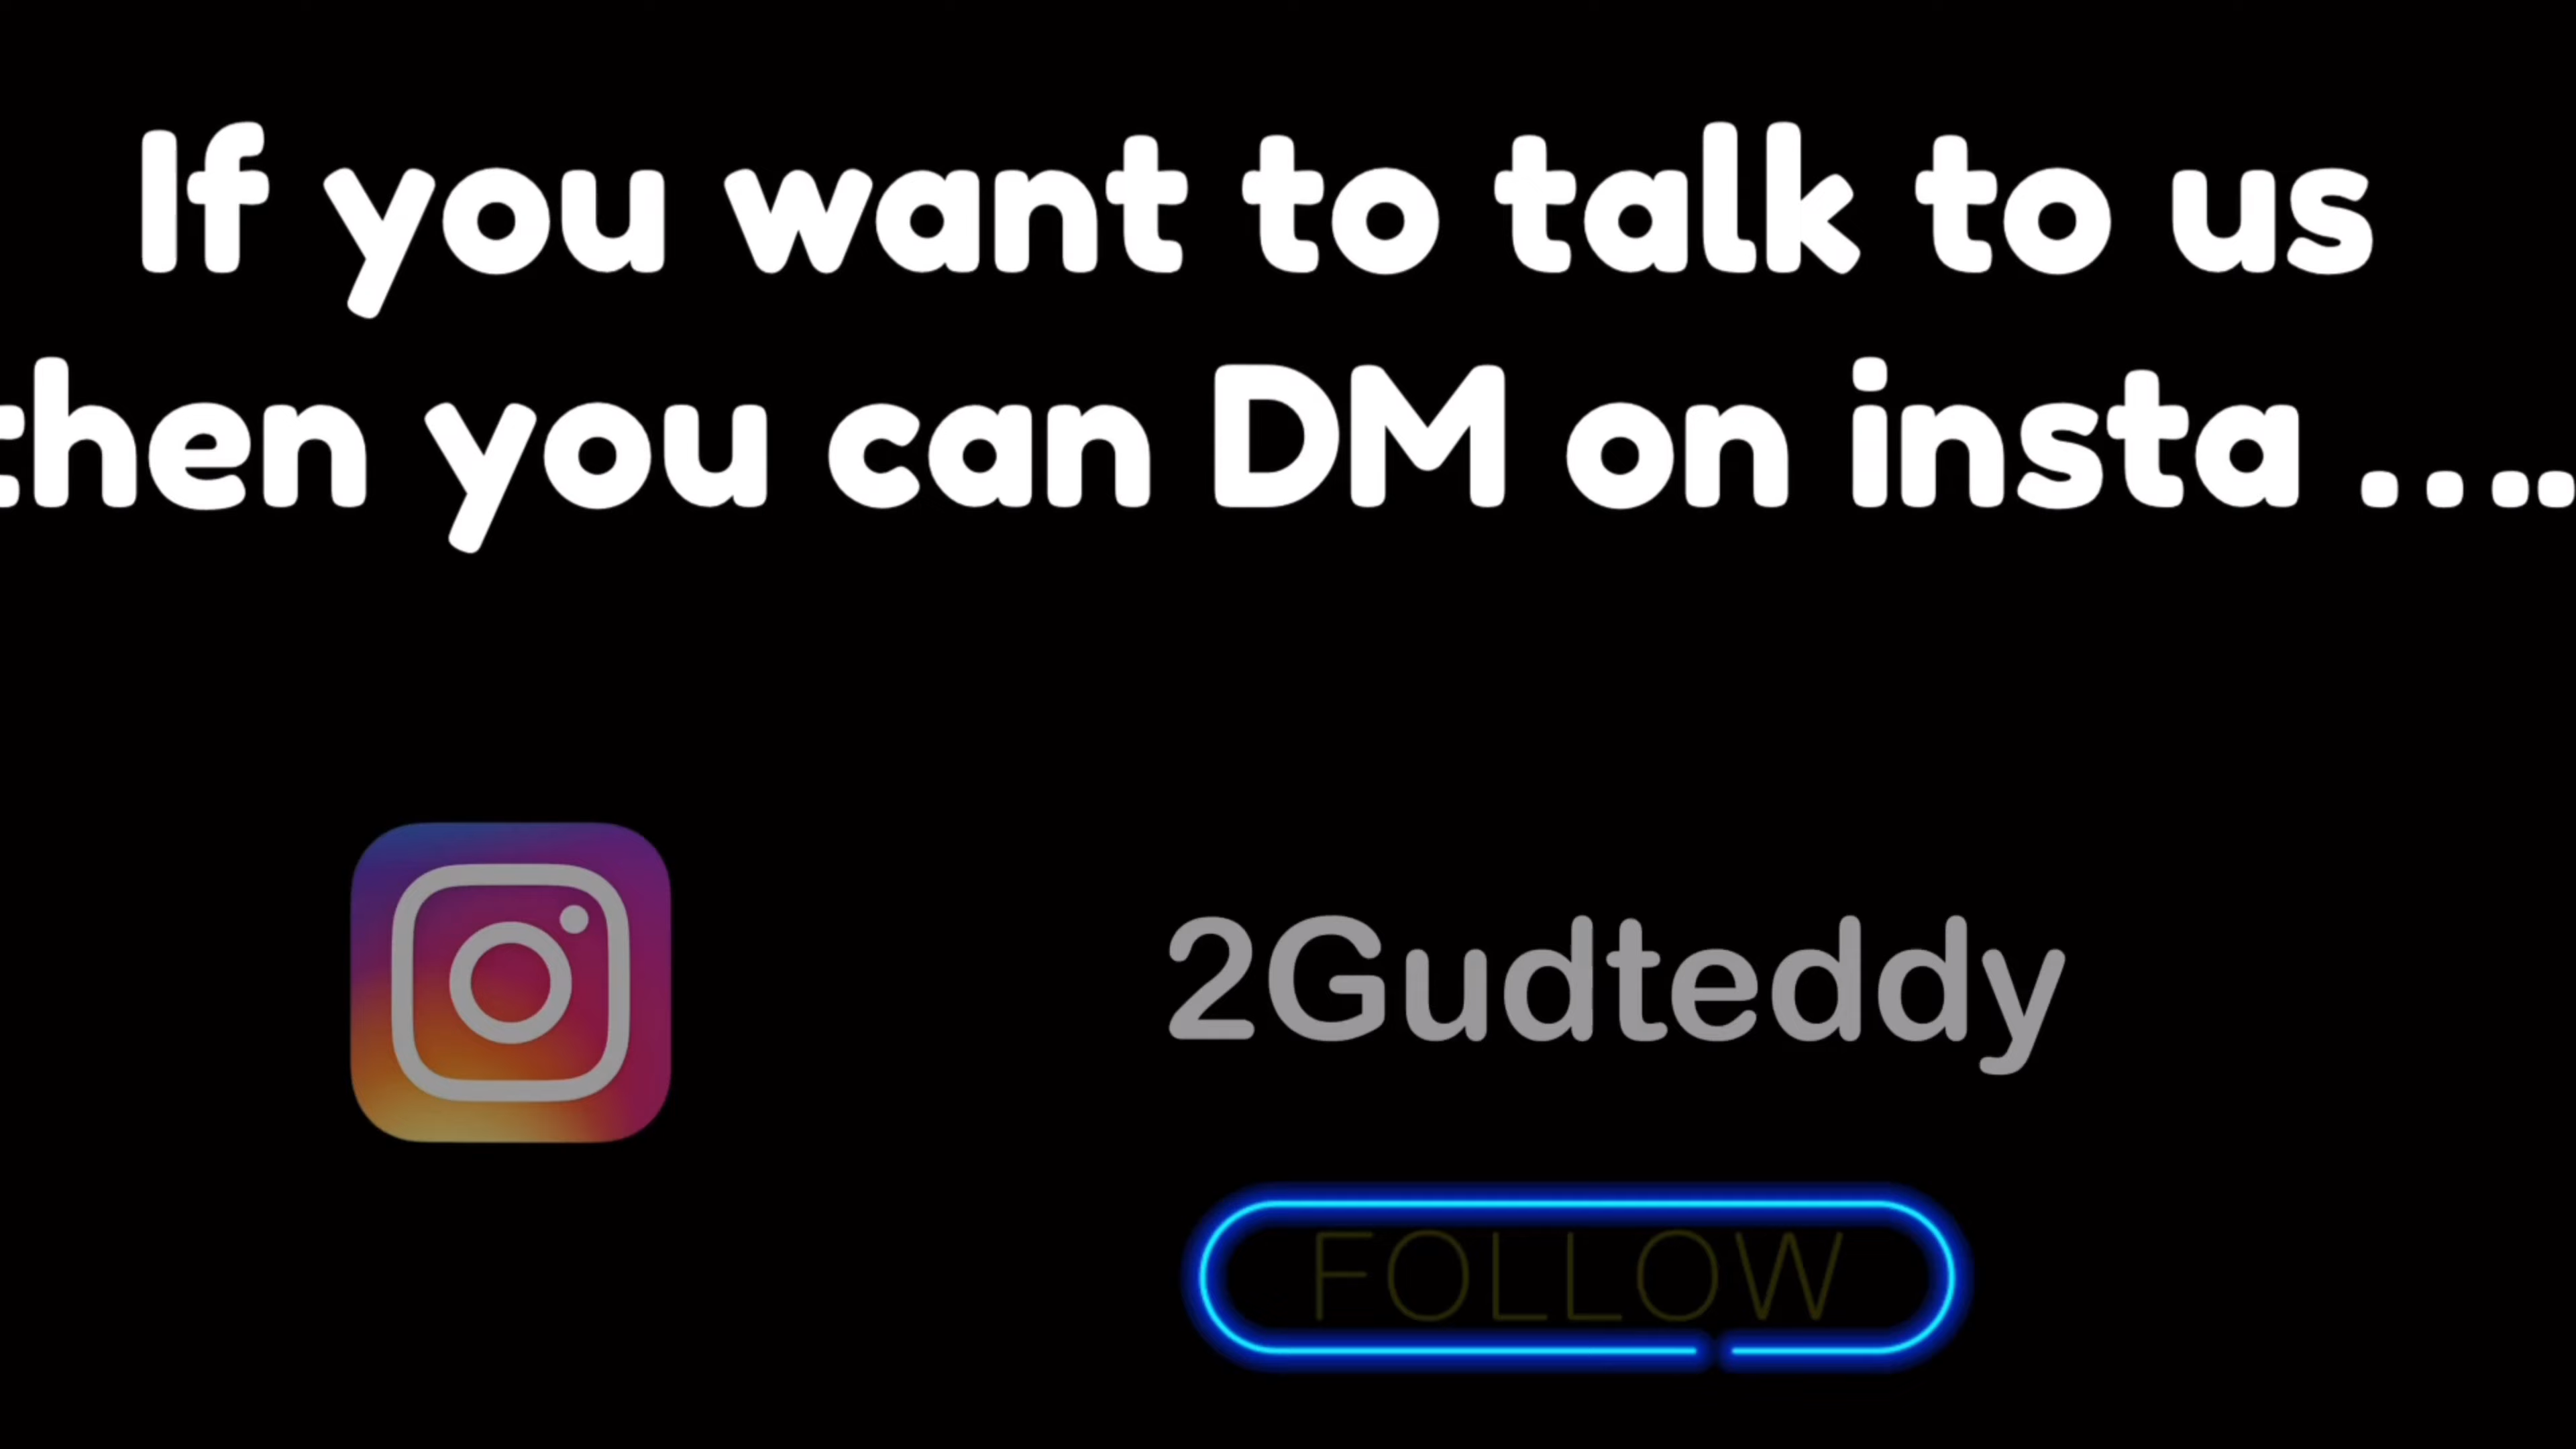 If you want to talk to us
then you can DM on insta ....
2Gudteddy
FOLLOW